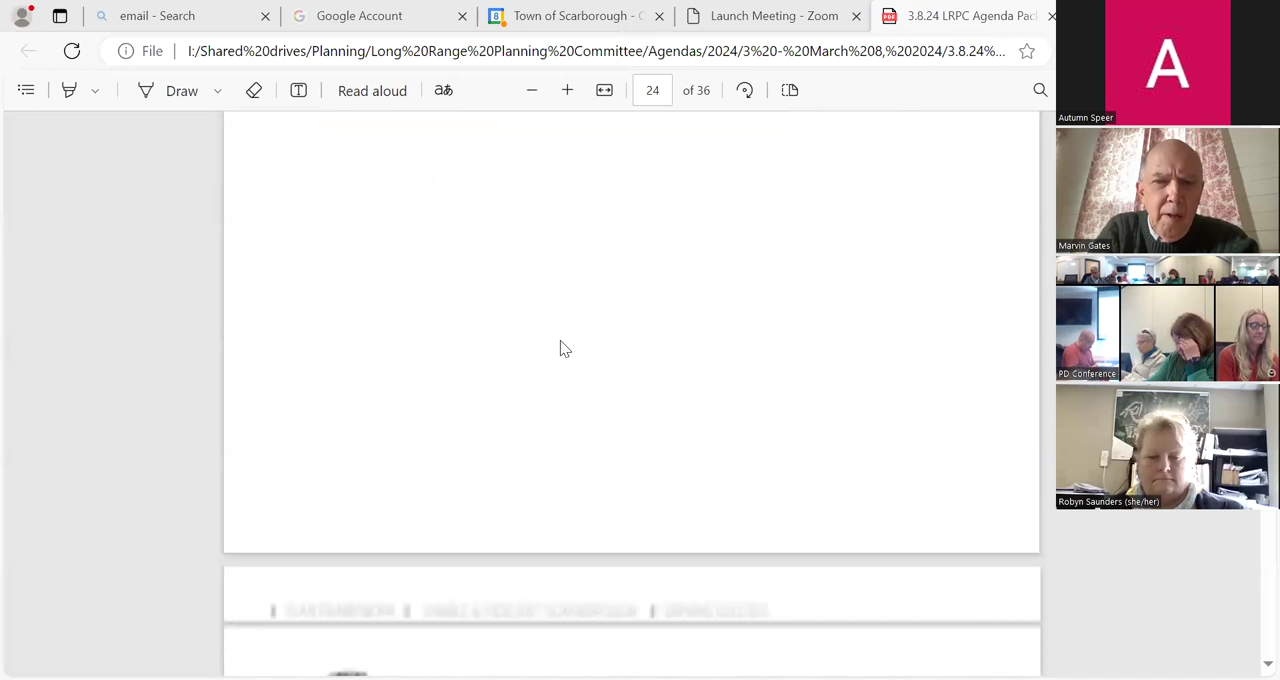 email - Search
Google Account
Town of Scarborough - C
Launch Meeting - Zoom
3.8.24 LRPC Agenda Pac
File
I:/Shared%20drives/Planning/Long%20Range%20Planning%20Committee/Agendas/2024/3%20-%20March%208,%202024/3.8.24%...
Draw
Read aloud
aあ
24
of 36
A
Autumn Speer
Marvin Gates
PD Conference
Robyn Saunders (she/her)